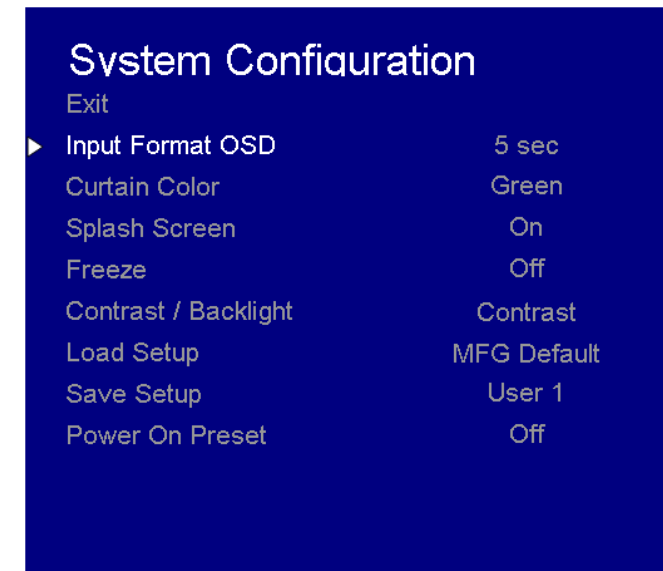 System Configuration
Exit
Input Format OSD 5 sec
Curtain Color Green
Splash Screen On
Freeze Off
Contrast / Backlight Contrast
Load Setup MFG Default
Save Setup User 1
Power On Preset Off